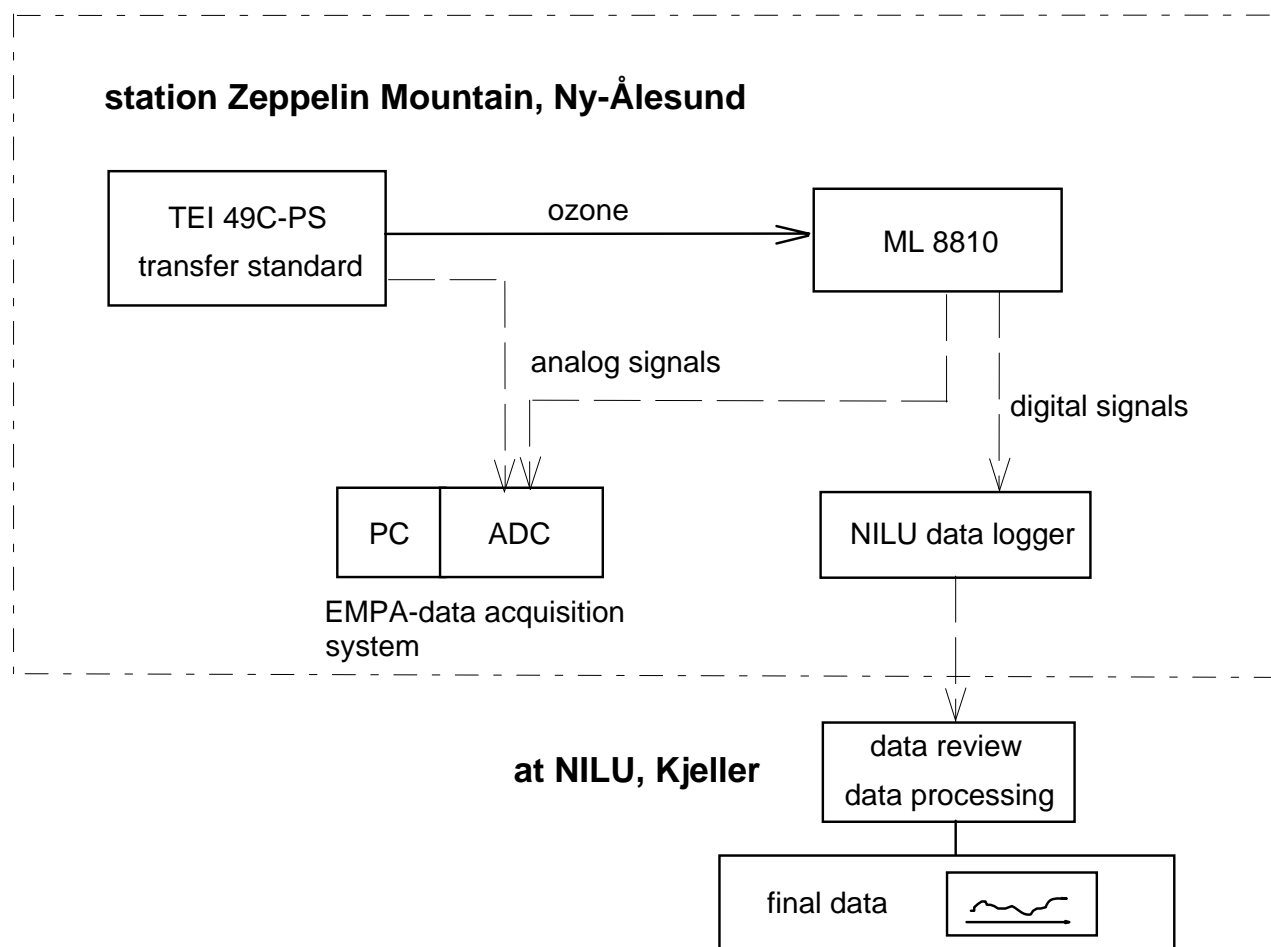 station Zeppelin Mountain, Ny-Ålesund
TEI 49C-PS
transfer standard
ozone
ML 8810
analog signals
digital signals
PC
ADC
NILU data logger
EMPA-data acquisition
system
at NILU, Kjeller
data review
data processing
final data